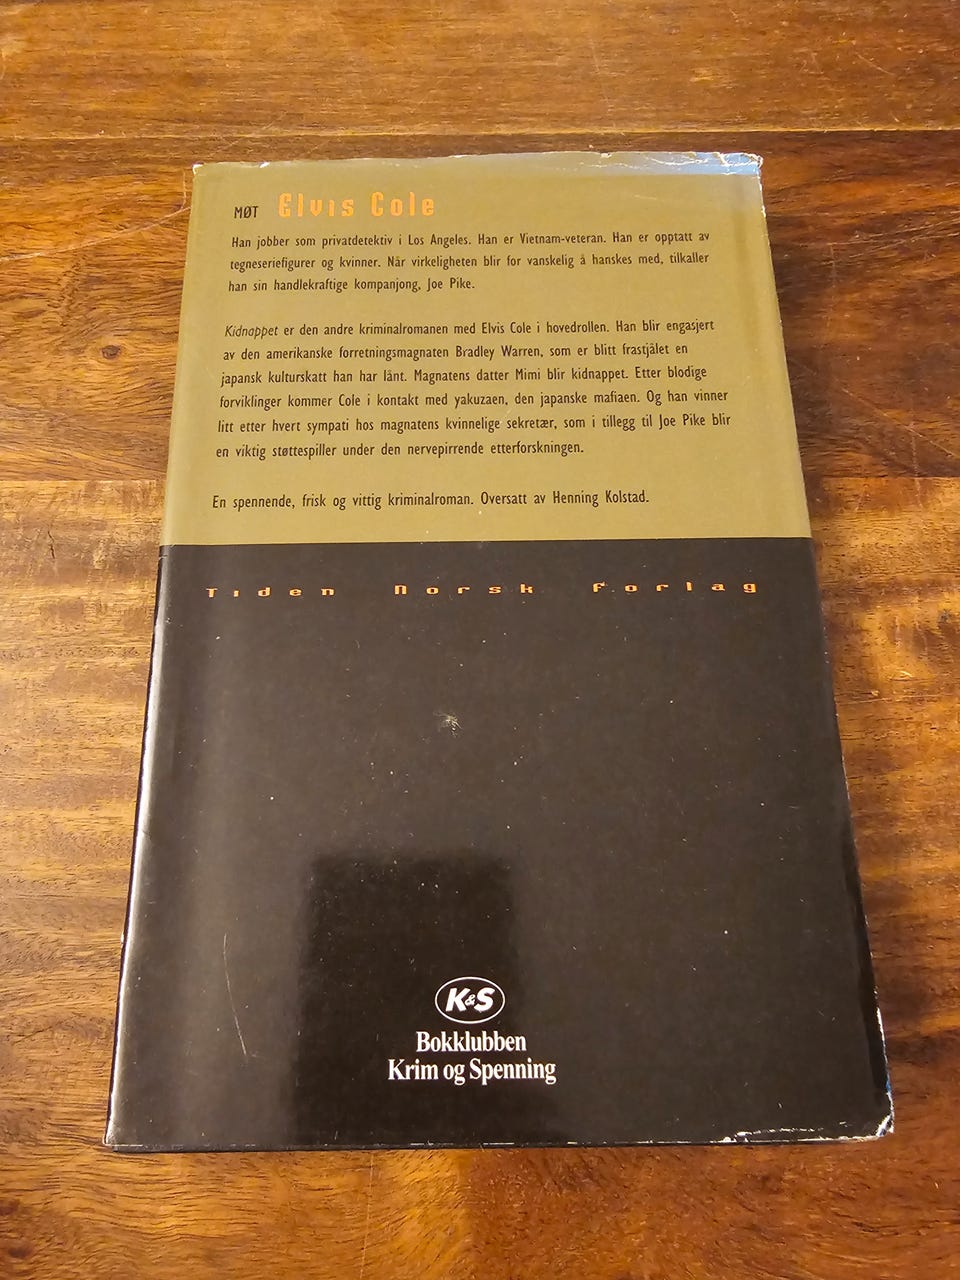 MØT Elvis Cole
Han jobber som privatdetektiv i Los Angeles. Han er Vietnam-veteran. Han er opptatt av
tegneseriefigurer og kvinner. Når virkeligheten blir for vanskelig å hanskes med, tilkaller
han sin handlekraftige kompanjong, Joe Pike.
Kidnappet er den andre kriminalromanen med Elvis Cole i hovedrollen. Han blir engasjert
av den amerikanske forretningsmagnaten Bradley Warren, som er blitt frastjålet en
japansk kulturskatt han har lånt. Magnatens datter Mimi blir kidnappet. Etter blodige
forviklinger kommer Cole i kontakt med yakuzaen, den japanske mafiaen. Og han vinner
litt etter hvert sympati hos magnatens kvinnelige sekretær, som i tillegg til Joe Pike blir
en viktig støttespiller under den nervepirrende etterforskningen.
En spennende, frisk og vittig kriminalroman. Oversatt av Henning Kolstad.
Tiden Norsk Forlag
K&S
Bokklubben
Krim og Spenning